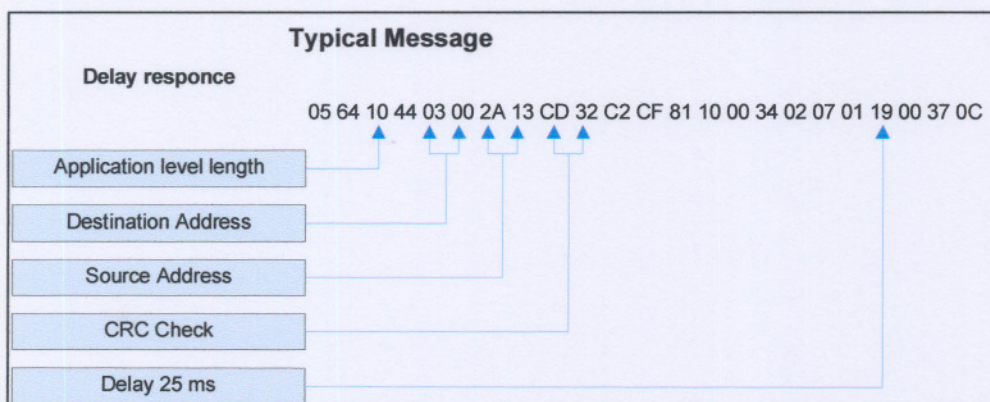 Typical Message
Delay responce
05 64 10 44 03 00 2A 13 CD 32 C2 CF 81 10 00 34 02 07 01 19 00 37 0C
Application level length
Destination Address
Source Address
CRC Check
Delay 25 ms